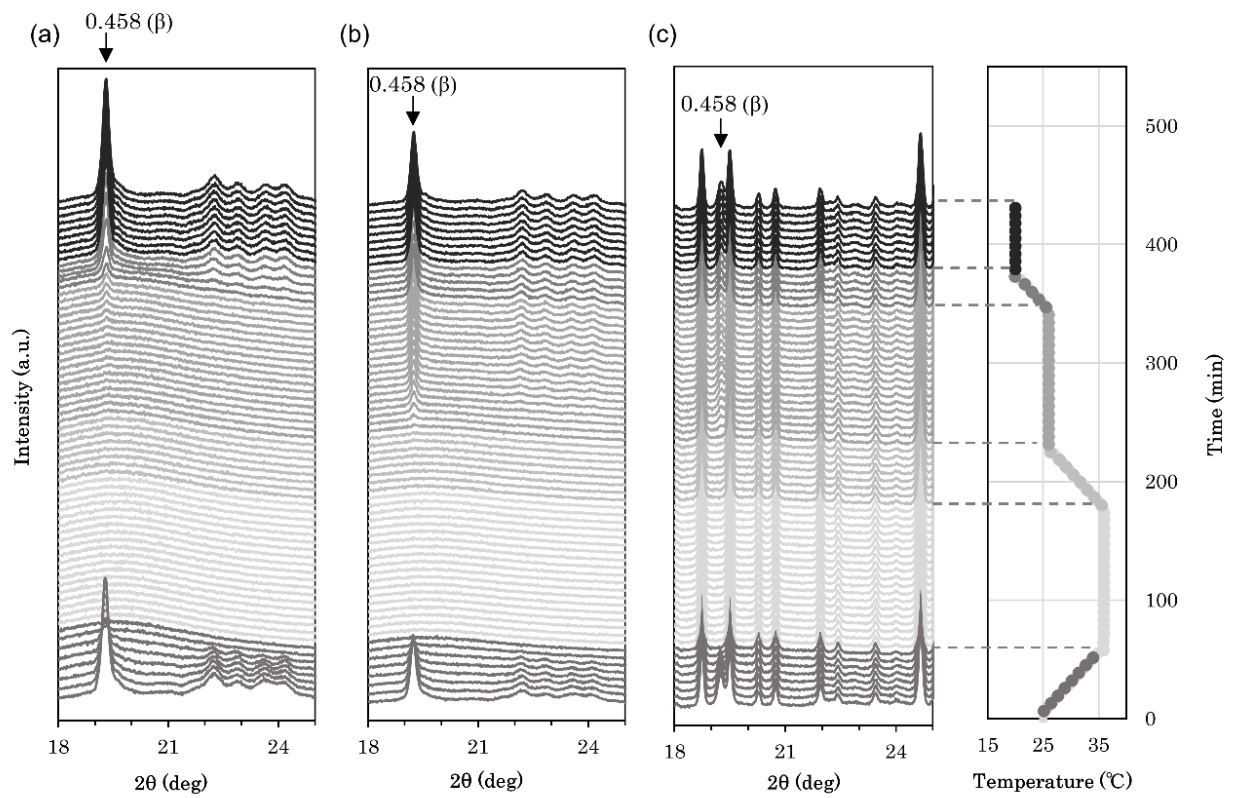 (a)
0.458 (β)
(b)
0.458 (β)
(c)
0.458 (β)
Intensity (a.u.)
18 21 24
2θ (deg)
18 21 24
2θ (deg)
18 21 24
2θ (deg)
500
400
300
200
100
0
Time (min)
15 25 35
Temperature (℃)